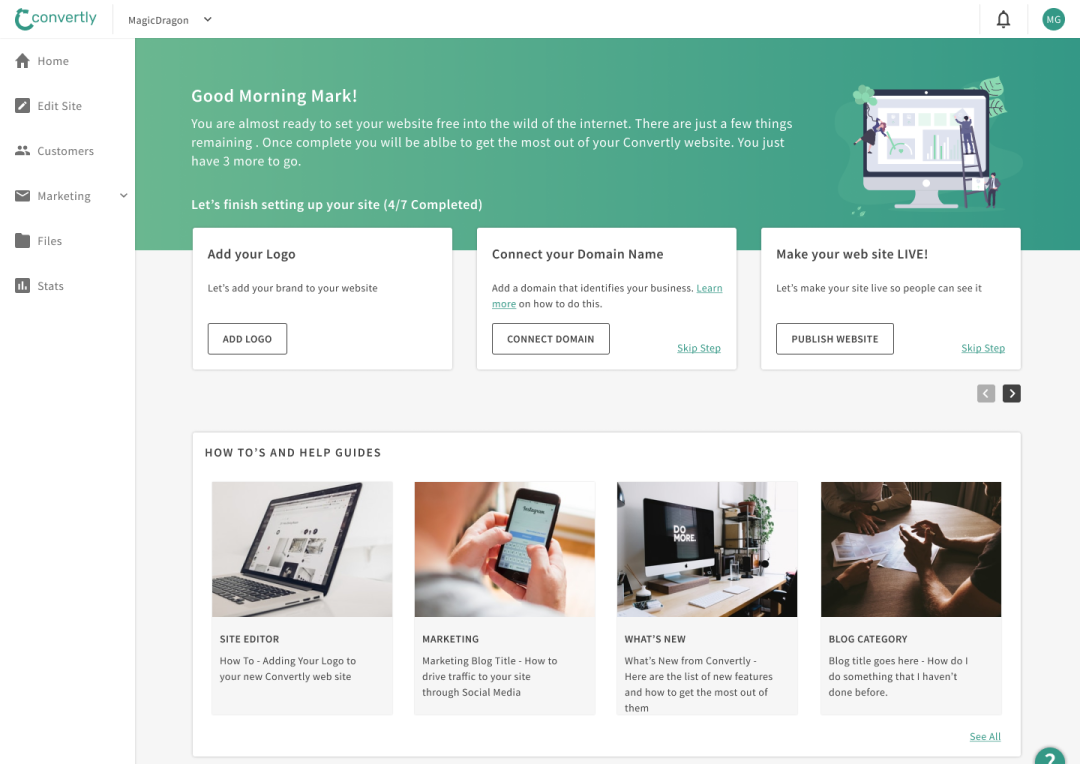 convertly
MagicDragon
MG
Home
Edit Site
Customers
Marketing
Files
Stats
Good Morning Mark!
You are almost ready to set your website free into the wild of the internet. There are just a few things
remaining . Once complete you will be ablbe to get the most out of your Convertly website. You just
have 3 more to go.
Let's finish setting up your site (4/7 Completed)
Add your Logo
Let's add your brand to your website
ADD LOGO
Connect your Domain Name
Add a domain that identifies your business. Learn
more on how to do this.
CONNECT DOMAIN
Skip Step
Make your web site LIVE!
Let's make your site live so people can see it
PUBLISH WEBSITE
Skip Step
HOW TO'S AND HELP GUIDES
SITE EDITOR
How To - Adding Your Logo to
your new Convertly web site
Instagram
MARKETING
Marketing Blog Title - How to
drive traffic to your site
through Social Media
DO
MORE.
WHAT'S NEW
What's New from Convertly -
Here are the list of new features
and how to get the most out of
them
BLOG CATEGORY
Blog title goes here - How do I
do something that I haven't
done before.
See All
?